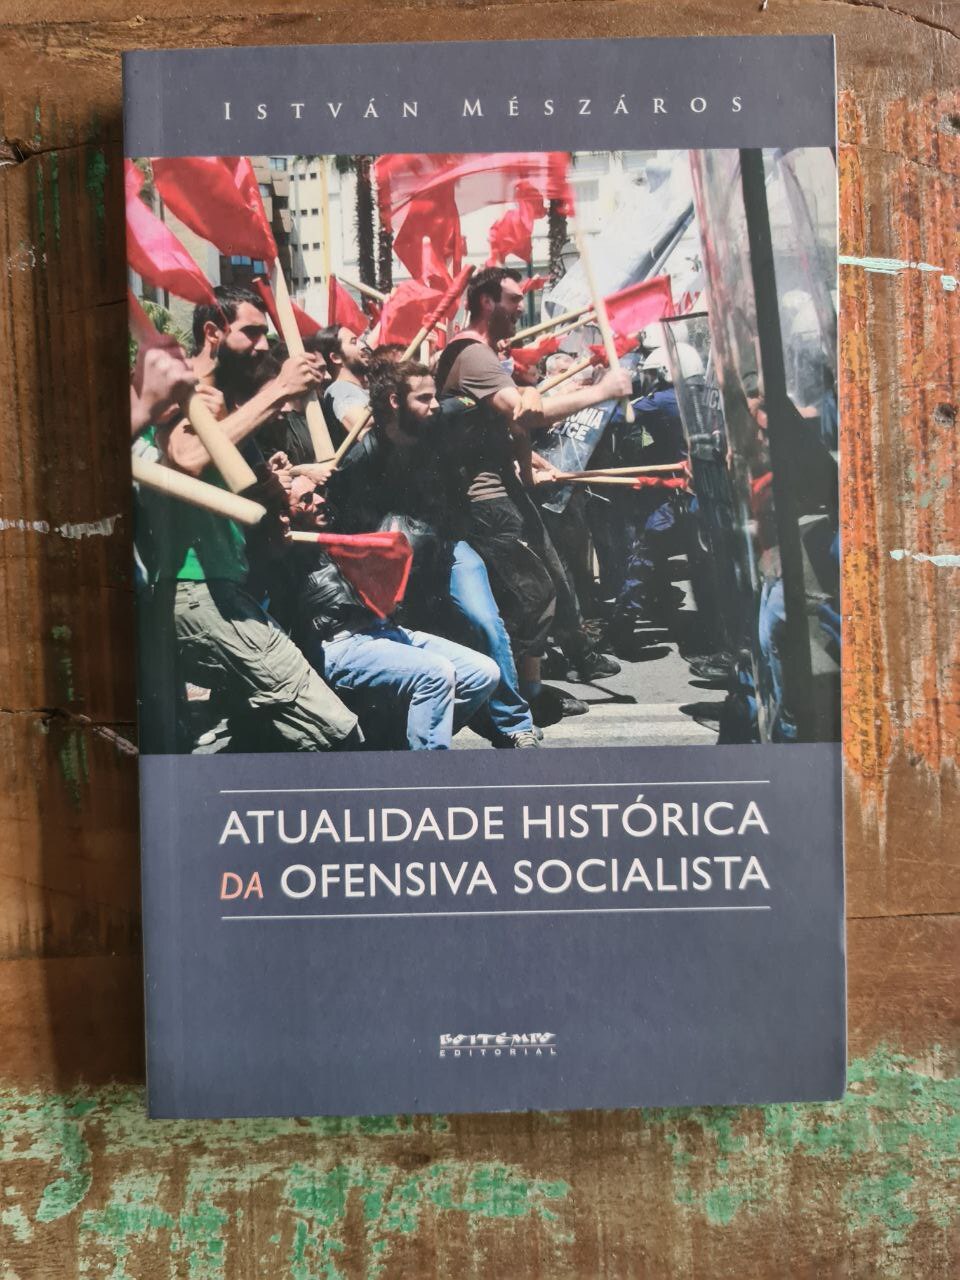 ISTVÁN MÉSZÁROS
ATUALIDADE HISTÓRICA
DA OFENSIVA SOCIALISTA
BOITEMPO
EDITORIAL